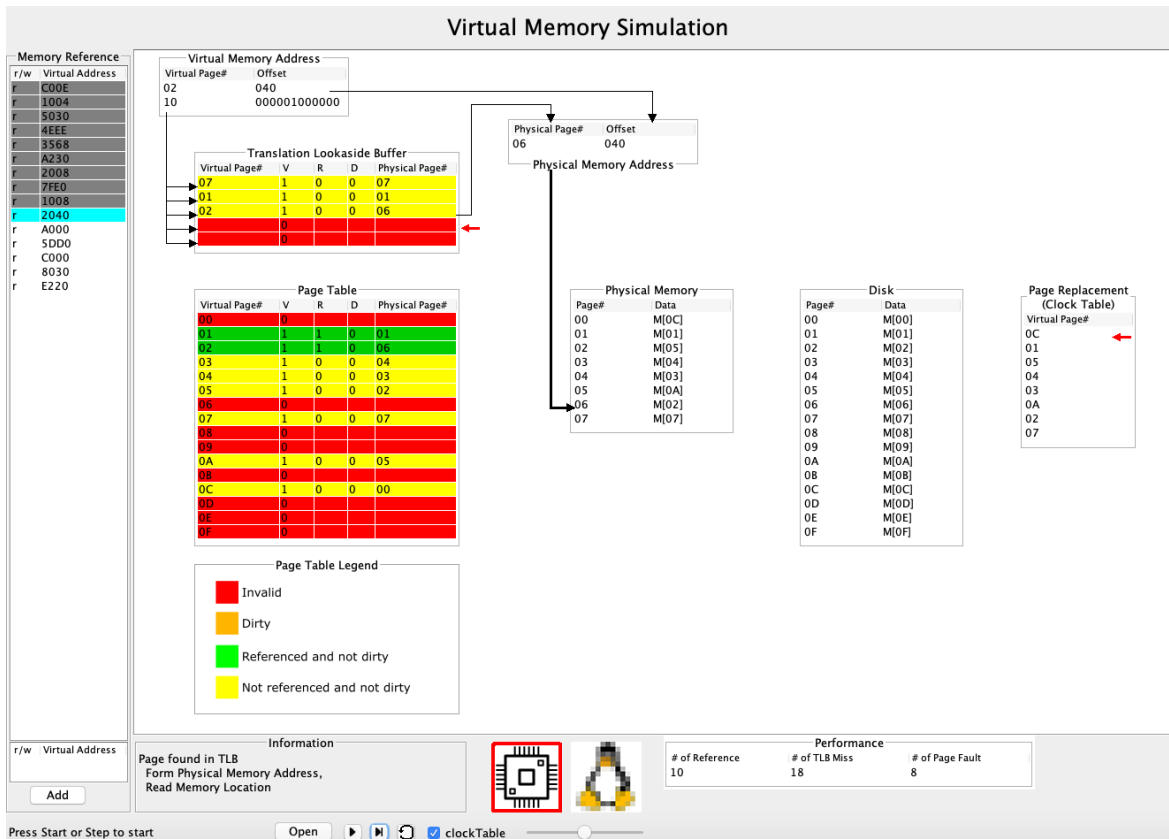 Virtual Memory Simulation
Memory Reference
r/w Virtual Address
r C00E
r 1004
r 5030
r 4EEE
r 3568
r A230
r 2008
r 7FE0
r 1008
r 2040
r A000
r 5DD0
r C000
r 8030
r E220
r/w Virtual Address
Add
Virtual Memory Address
Virtual Page# Offset
02 040
10 000001000000
Physical Page# Offset
06 040
Physical Memory Address
Translation Lookaside Buffer
Virtual Page# V R D Physical Page#
07 1 0 0 07
01 1 0 0 01
02 1 0 0 06
0
0
Page Table
Virtual Page# V R D Physical Page#
00 0
01 1 1 0 01
02 1 1 0 06
03 1 0 0 04
04 1 0 0 03
05 1 0 0 02
06 0
07 1 0 0 07
08 0
09 0
0A 1 0 0 05
0B 0
0C 1 0 0 00
0D 0
0E 0
0F 0
Physical Memory
Page# Data
00 M[0C]
01 M[01]
02 M[05]
03 M[04]
04 M[03]
05 M[0A]
06 M[02]
07 M[07]
Disk
Page# Data
00 M[00]
01 M[01]
02 M[02]
03 M[03]
04 M[04]
05 M[05]
06 M[06]
07 M[07]
08 M[08]
09 M[09]
0A M[0A]
0B M[0B]
0C M[0C]
0D M[0D]
0E M[0E]
0F M[0F]
Page Replacement
(Clock Table)
Virtual Page#
0C
01
05
04
03
0A
02
07
Page Table Legend
Invalid
Dirty
Referenced and not dirty
Not referenced and not dirty
Information
Page found in TLB
Form Physical Memory Address,
Read Memory Location
Performance
# of Reference # of TLB Miss # of Page Fault
10 18 8
Press Start or Step to start
Open
clockTable